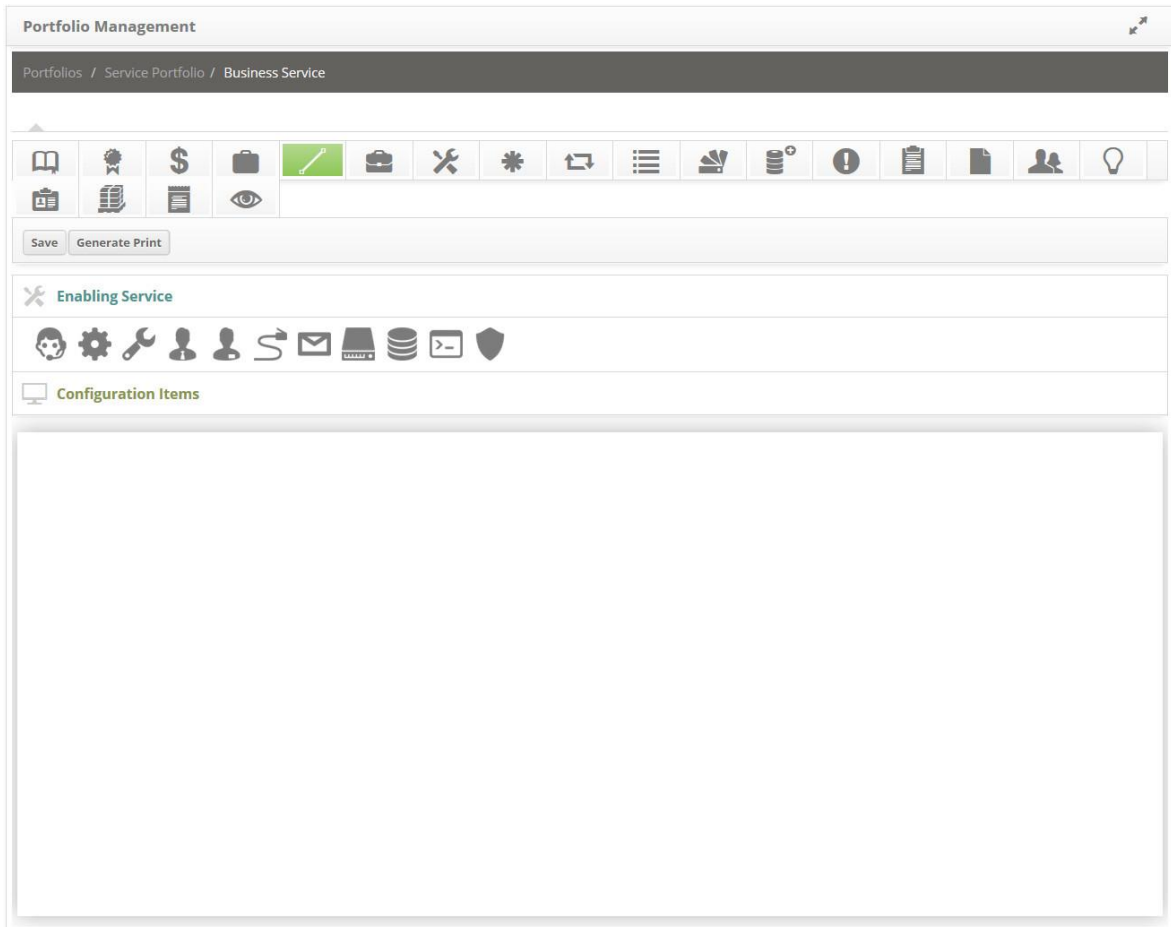 Portfolio Management
Portfolios / Service Portfolio / Business Service
Save Generate Print
Enabling Service
Configuration Items